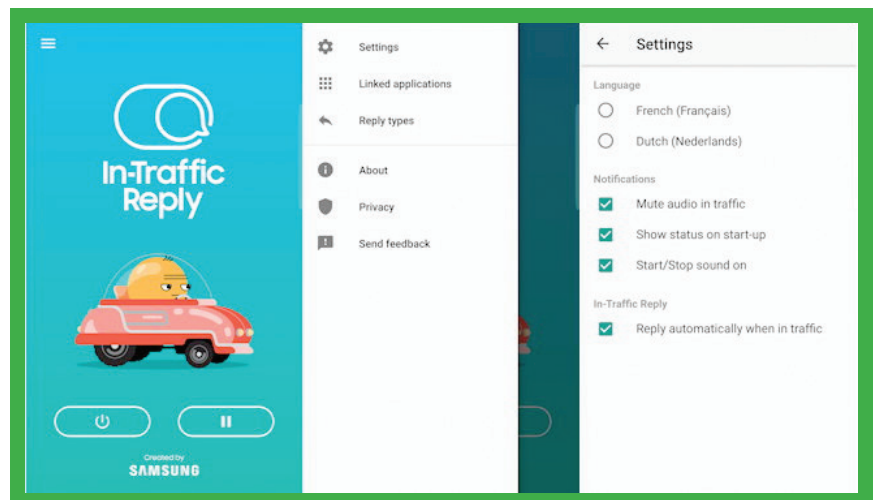 In-Traffic
Reply
Created by
SAMSUNG
Settings
Linked applications
Reply types
About
Privacy
Send feedback
Settings
Language
French (Français)
Dutch (Nederlands)
Notifications
Mute audio in traffic
Show status on start-up
Start/Stop sound on
In-Traffic Reply
Reply automatically when in traffic